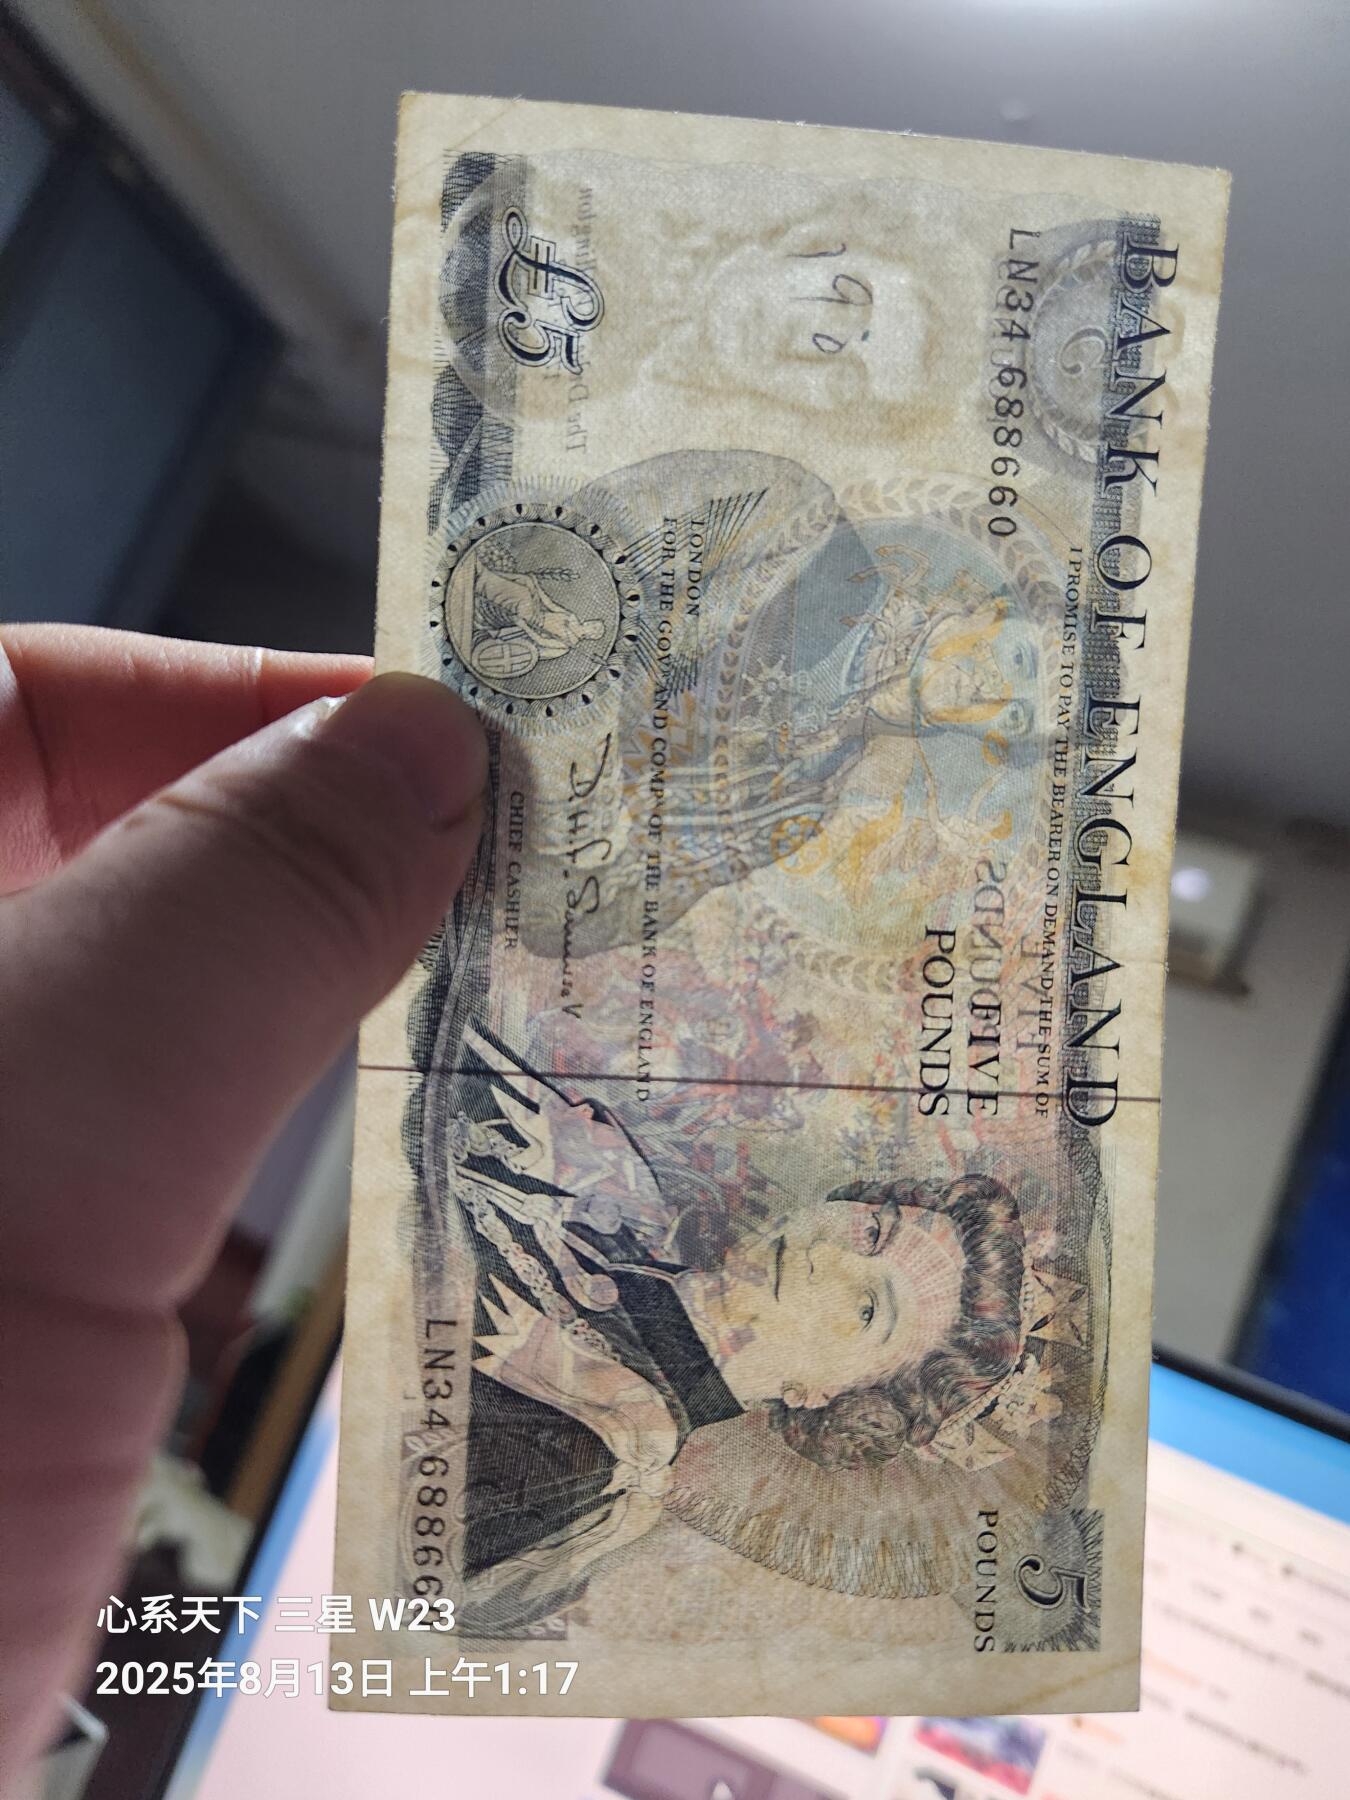 BANK OF ENGLAND
I PROMISE TO PAY THE BEARER ON DEMAND THE SUM OF
LN34 688660
FIVE
POUNDS
LONDON
FOR THE GOVR AND COMPA OF THE BANK OF ENGLAND
CHIEF CASHIER
£5
190
5
POUNDS
LN34 68866
心系天下 三星 W23
2025年8月13日 上午1:17